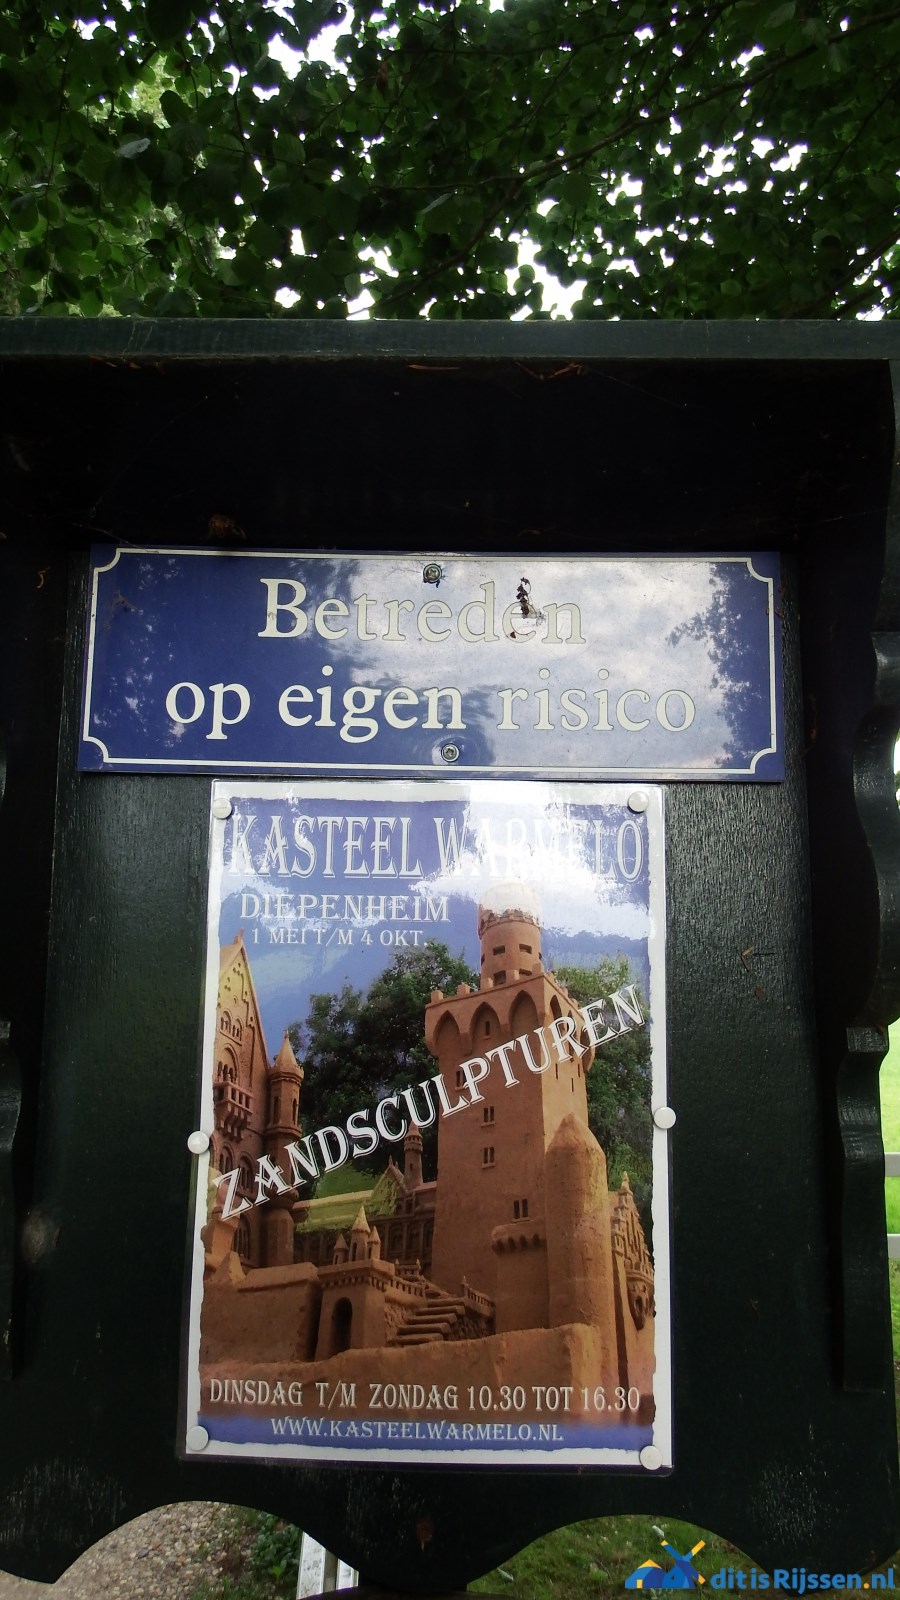 Betreden
op eigen risico
KASTEEL WARMELO
DIEPENHEIM
1 MEI T/M 4 OKT.
ZANDSCULPTUREN
DINSDAG T/M ZONDAG 10.30 TOT 16.30
WWW.KASTEELWARMELO.NL
ditisRijssen.nl